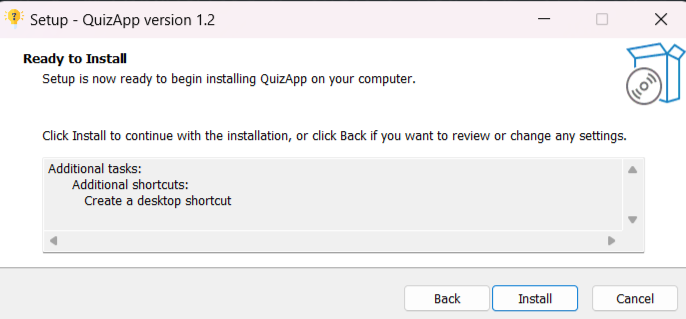 Setup - QuizApp version 1.2
Ready to Install
Setup is now ready to begin installing QuizApp on your computer.
Click Install to continue with the installation, or click Back if you want to review or change any settings.
Additional tasks:
Additional shortcuts:
Create a desktop shortcut
Back
Install
Cancel